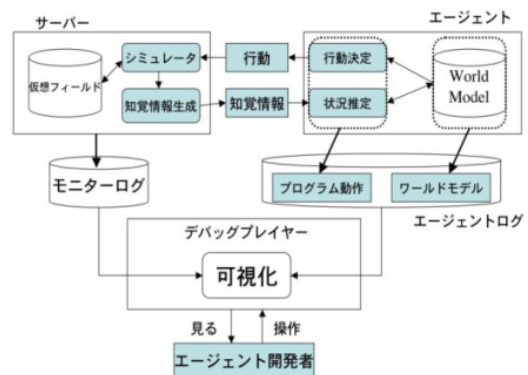 サーバー
エージェント
仮想フィールド
シミュレータ
行動
行動決定
World
Model
知覚情報生成
知覚情報
状況推定
モニターログ
プログラム動作
ワールドモデル
エージェントログ
デバッグプレイヤー
可視化
見る
操作
エージェント開発者